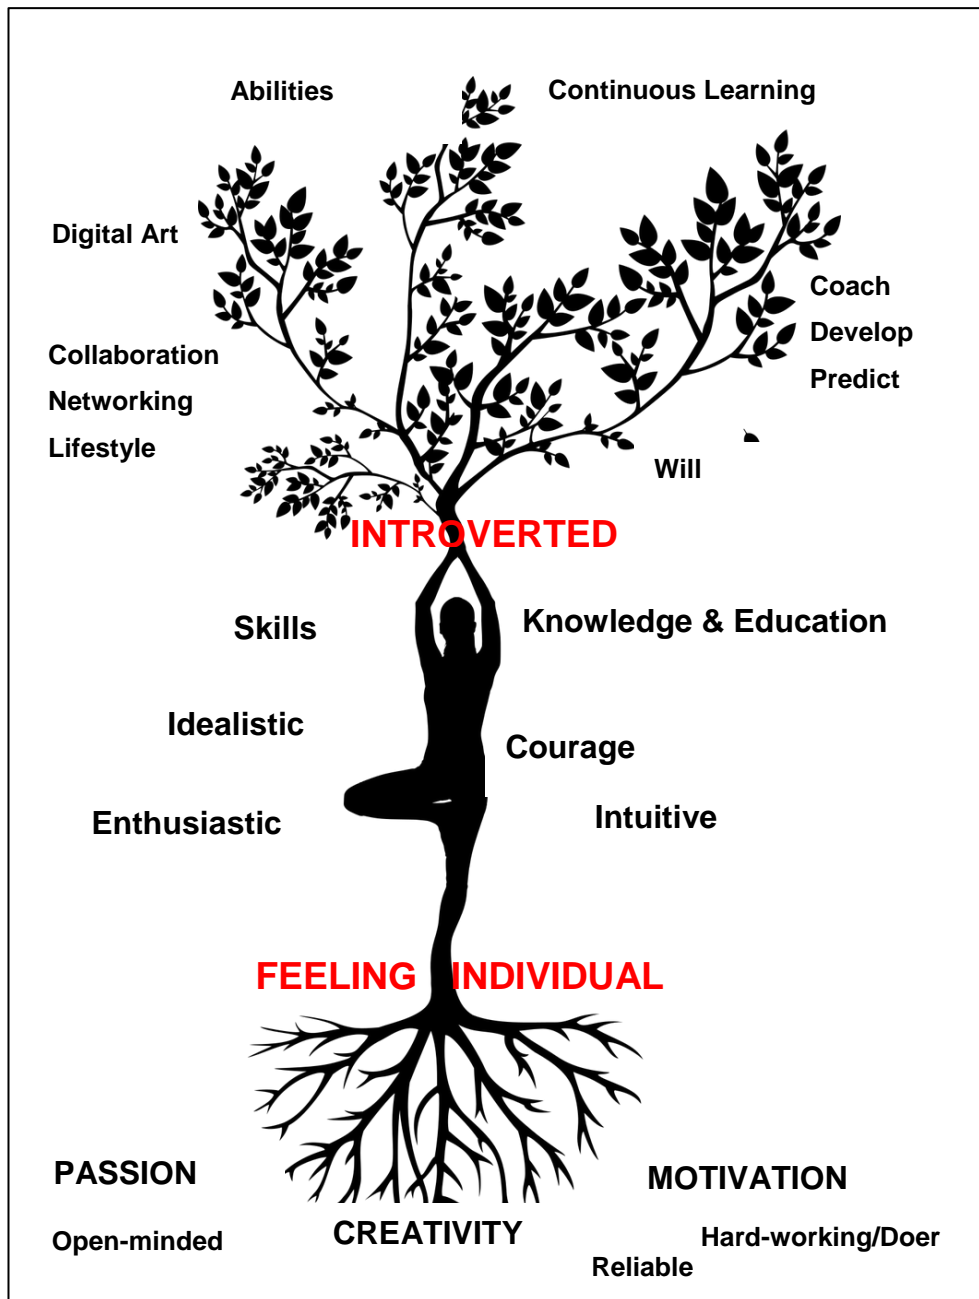 Abilities
Continuous Learning
Digital Art
Coach
Develop
Predict
Collaboration
Networking
Lifestyle
Will
INTROVERTED
Skills
Knowledge & Education
Idealistic
Courage
Enthusiastic
Intuitive
FEELING INDIVIDUAL
PASSION
MOTIVATION
CREATIVITY
Open-minded
Hard-working/Doer
Reliable